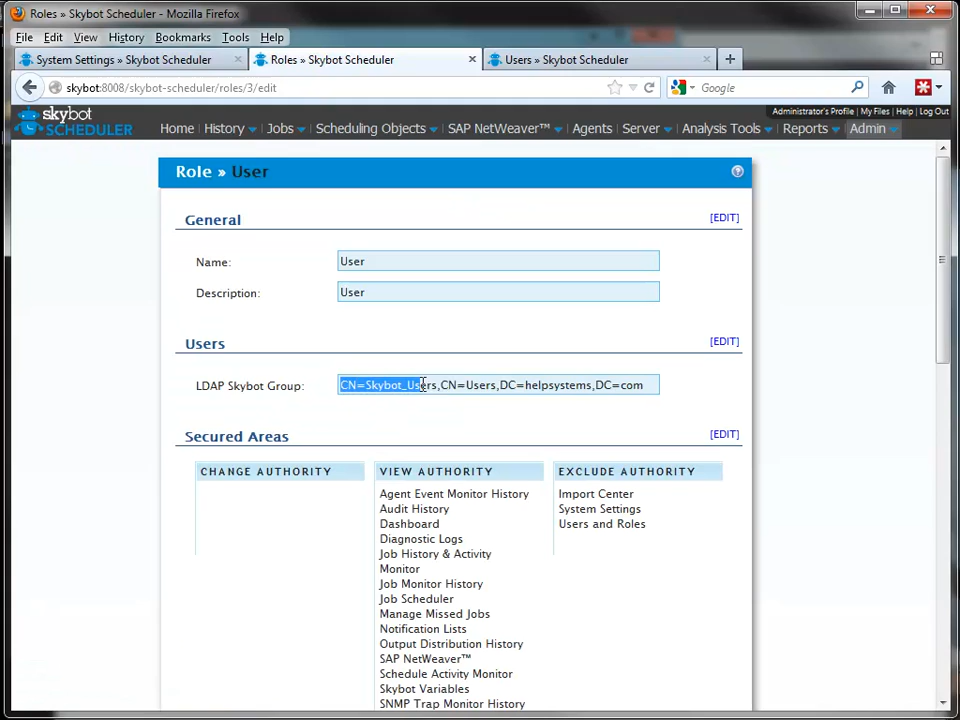 Roles » Skybot Scheduler - Mozilla Firefox
File Edit View History Bookmarks Tools Help
System Settings » Skybot Scheduler × Roles » Skybot Scheduler × Users » Skybot Scheduler × +
skybot:8008/skybot-scheduler/roles/3/edit Google
Administrator's Profile | My Files | Help | Log Out
skybot SCHEDULER
Home History Jobs Scheduling Objects SAP NetWeaver™ Agents Server Analysis Tools Reports Admin
Role » User
General [EDIT]
Name: User
Description: User
Users [EDIT]
LDAP Skybot Group: CN=Skybot_Users,CN=Users,DC=helpsystems,DC=com
Secured Areas [EDIT]
CHANGE AUTHORITY VIEW AUTHORITY EXCLUDE AUTHORITY
Agent Event Monitor History Import Center
Audit History System Settings
Dashboard Users and Roles
Diagnostic Logs
Job History & Activity
Monitor
Job Monitor History
Job Scheduler
Manage Missed Jobs
Notification Lists
Output Distribution History
SAP NetWeaver™
Schedule Activity Monitor
Skybot Variables
SNMP Trap Monitor History